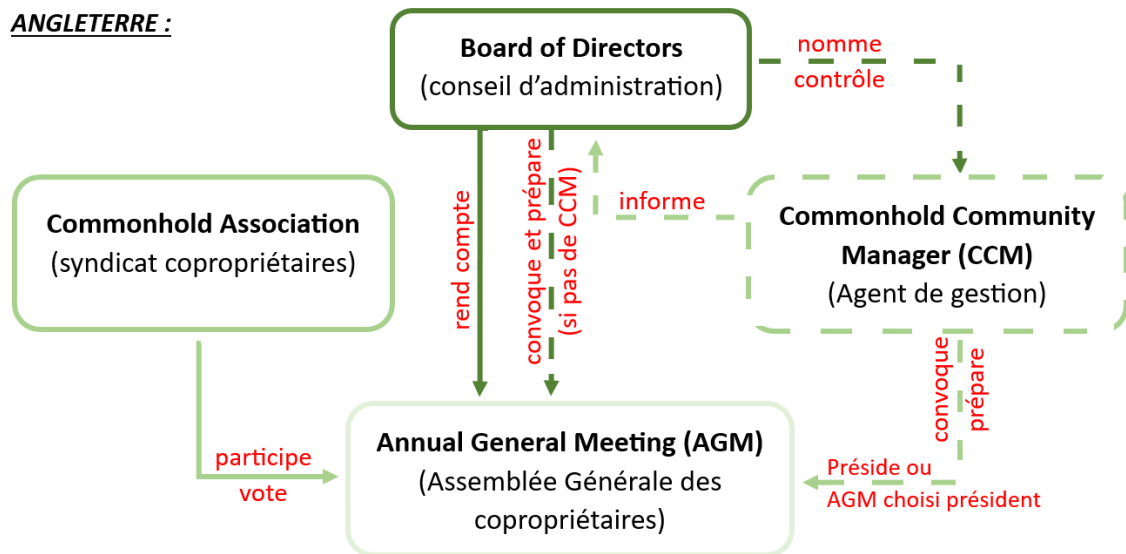 ANGLETERRE :
Board of Directors
(conseil d'administration)
nomme
contrôle
Commonhold Association
(syndicat copropriétaires)
rend compte
convoque et prépare
(si pas de CCM)
informe
Commonhold Community
Manager (CCM)
(Agent de gestion)
convoque
prépare
participe
vote
Annual General Meeting (AGM)
(Assemblée Générale des
copropriétaires)
Préside ou
AGM choisi président